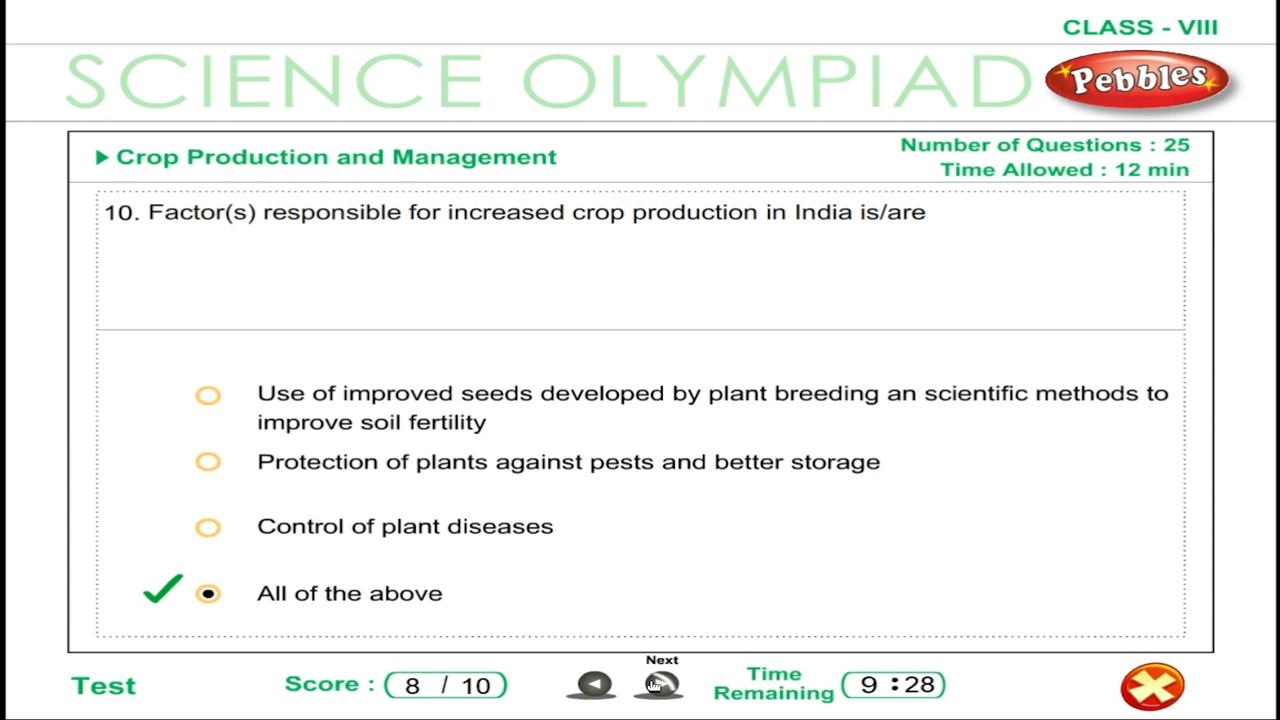 CLASS - VIII
SCIENCE OLYMPIAD
Pebbles
Crop Production and Management
Number of Questions : 25
Time Allowed : 12 min
10. Factor(s) responsible for increased crop production in India is/are
Use of improved seeds developed by plant breeding an scientific methods to
improve soil fertility
Protection of plants against pests and better storage
Control of plant diseases
All of the above
Test
Score : 8 / 10
Next
Time
Remaining
9 : 28